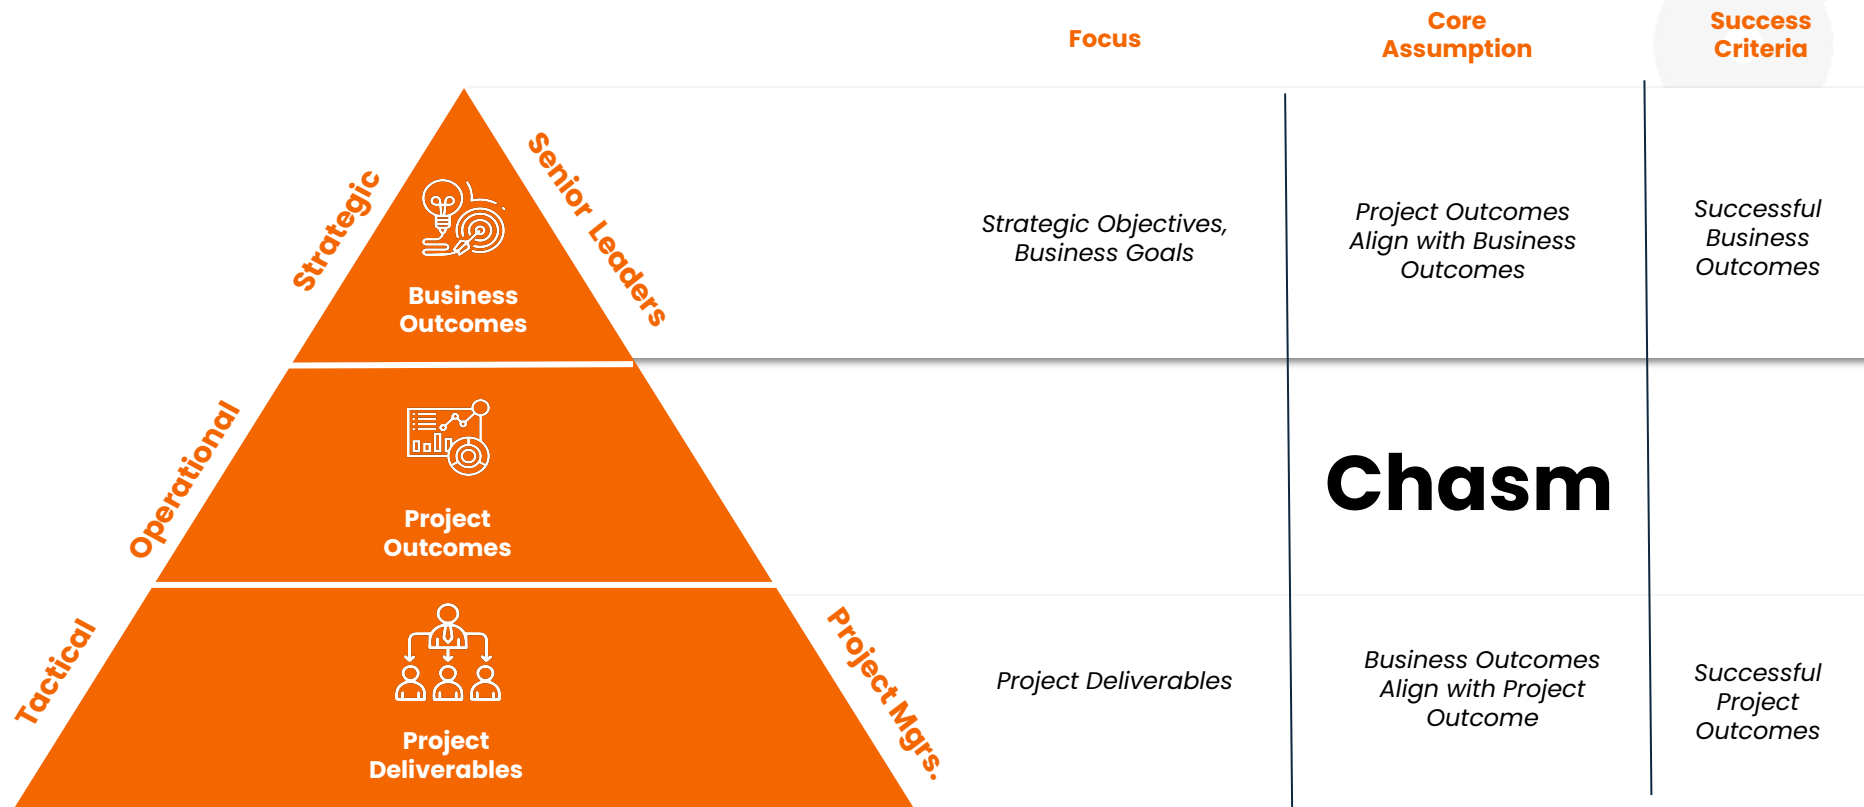 Focus
Core
Assumption
Success
Criteria
Strategic
Senior Leaders
Business
Outcomes
Strategic Objectives,
Business Goals
Project Outcomes
Align with Business
Outcomes
Successful
Business
Outcomes
Operational
Project
Outcomes
Chasm
Tactical
Project Mgrs.
Project
Deliverables
Project Deliverables
Business Outcomes
Align with Project
Outcome
Successful
Project
Outcomes